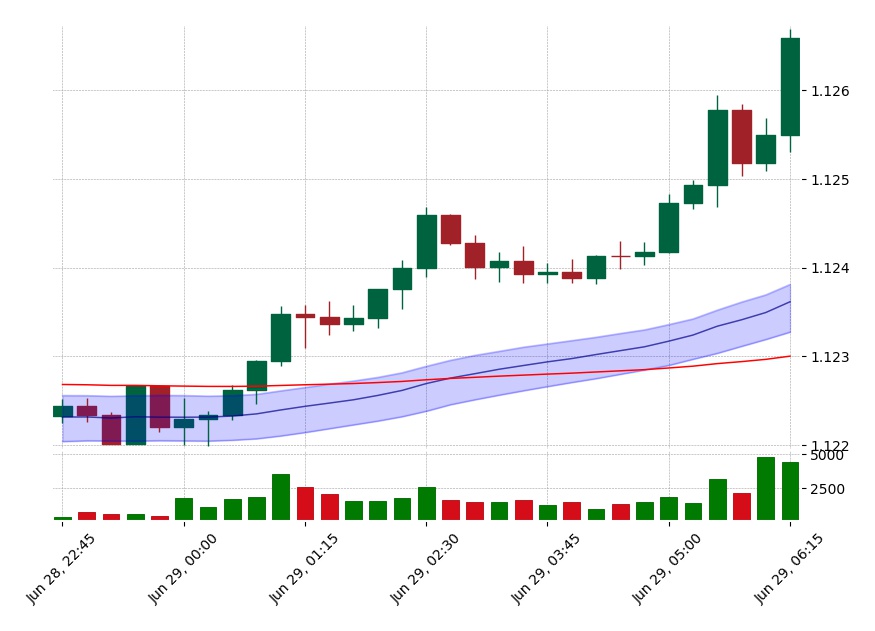 1.126
1.125
1.124
1.123
1.122
5000
2500
Jun 28, 22:45
Jun 29, 00:00
Jun 29, 01:15
Jun 29, 02:30
Jun 29, 03:45
Jun 29, 05:00
Jun 29, 06:15